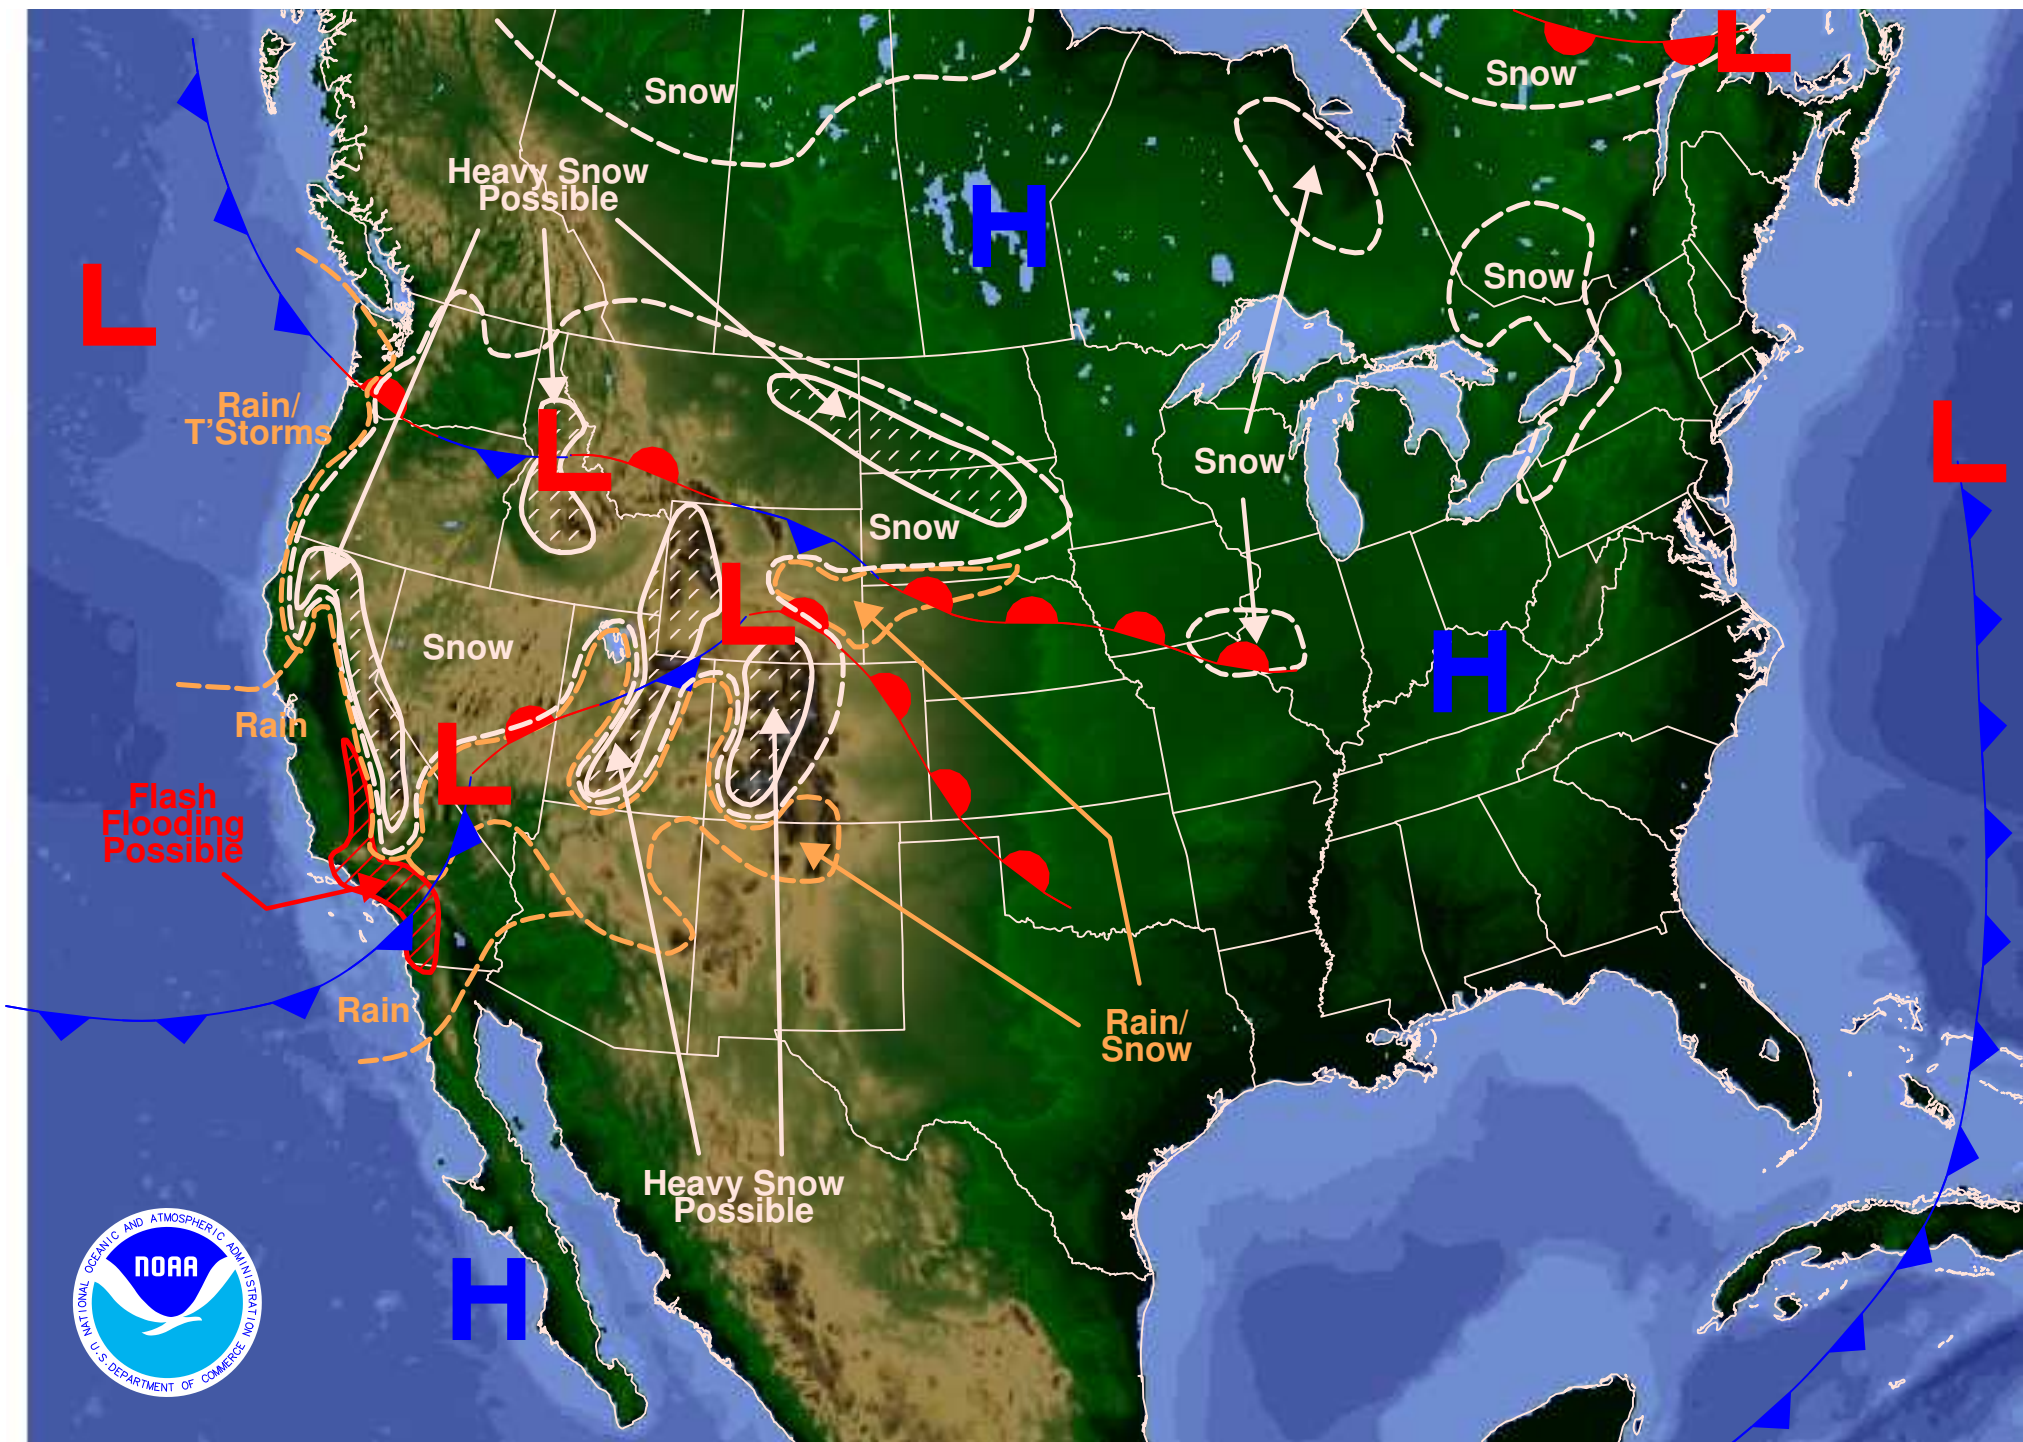 L
Snow
Snow
Heavy Snow
Possible
H
L
Snow
Rain/
T'Storms
L
L
Snow
Snow
L
H
Snow
Rain
L
Flash
Flooding
Possible
Rain
Rain/
Snow
Heavy Snow
Possible
H
NATIONAL OCEANIC AND ATMOSPHERIC ADMINISTRATION
NOAA
U.S. DEPARTMENT OF COMMERCE